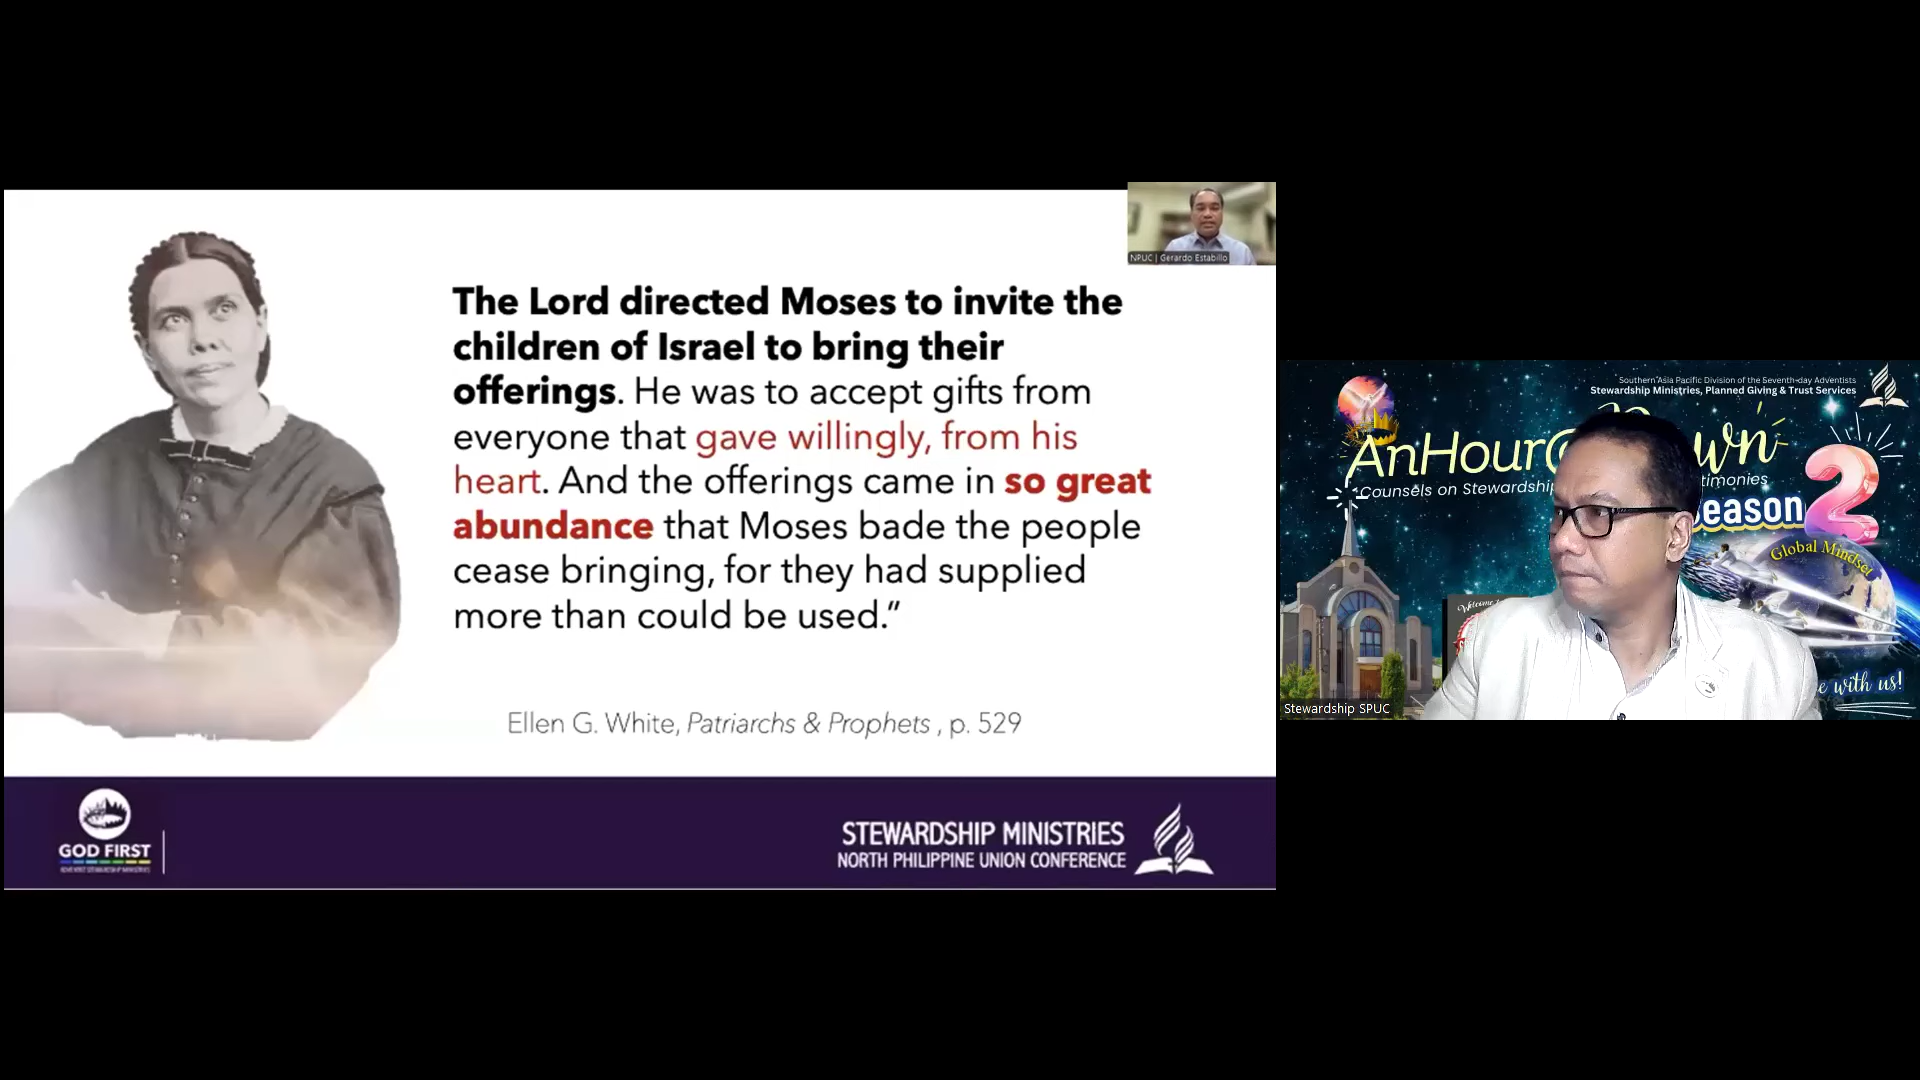 NPUC | Gerardo Estabillo
The Lord directed Moses to invite the
children of Israel to bring their
offerings. He was to accept gifts from
everyone that gave willingly, from his
heart. And the offerings came in so great
abundance that Moses bade the people
cease bringing, for they had supplied
more than could be used.”
Ellen G. White, Patriarchs & Prophets , p. 529
GOD FIRST
STEWARDSHIP MINISTRIES
NORTH PHILIPPINE UNION CONFERENCE
Southern Asia Pacific Division of the Seventh-day Adventists
Stewardship Ministries, Planned Giving & Trust Services
AnHour@
Counsels on Stewardship
Season 2
Global Mindset
Welcome
with us!
Stewardship SPUC